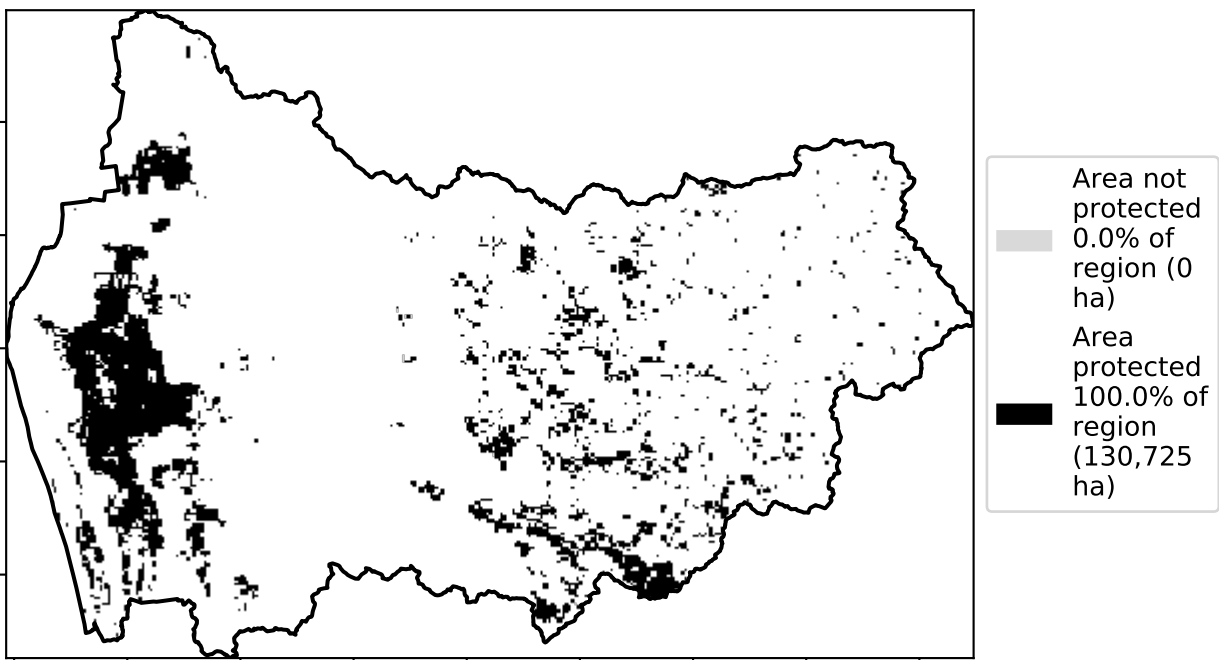 Area not
protected
0.0% of
region (0
ha)
Area
protected
100.0% of
region
(130,725
ha)